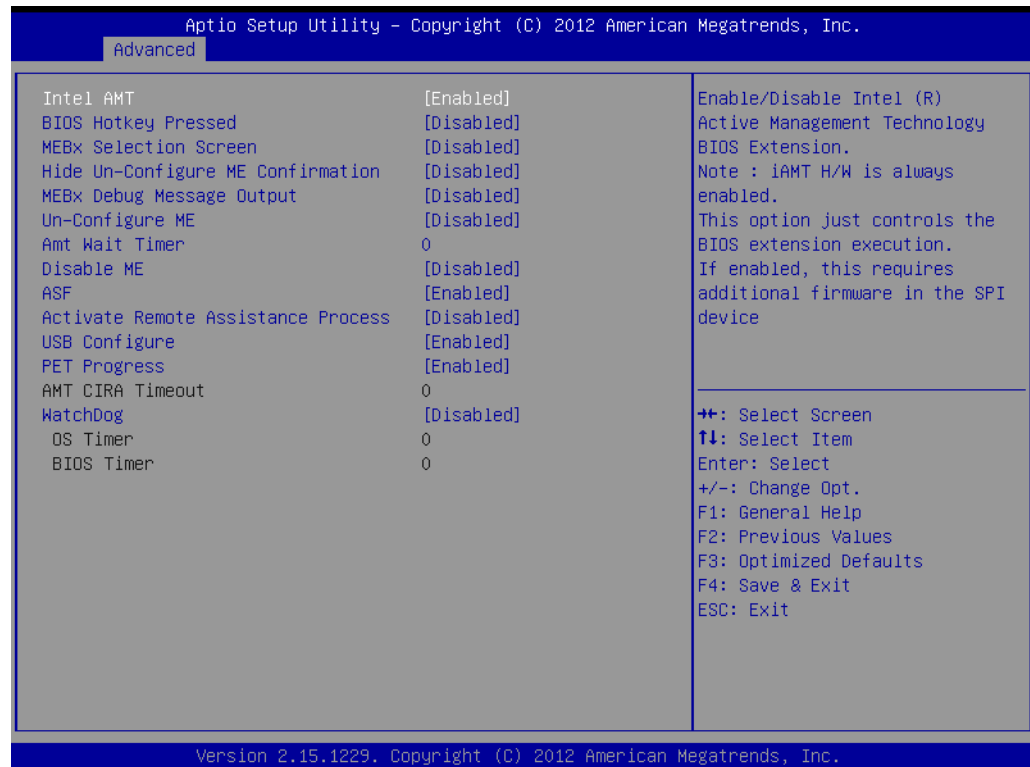 Aptio Setup Utility – Copyright (C) 2012 American Megatrends, Inc.
Advanced
Intel AMT [Enabled]
BIOS Hotkey Pressed [Disabled]
MEBx Selection Screen [Disabled]
Hide Un-Configure ME Confirmation [Disabled]
MEBx Debug Message Output [Disabled]
Un-Configure ME [Disabled]
Amt Wait Timer 0
Disable ME [Disabled]
ASF [Enabled]
Activate Remote Assistance Process [Disabled]
USB Configure [Enabled]
PET Progress [Enabled]
AMT CIRA Timeout 0
WatchDog [Disabled]
OS Timer 0
BIOS Timer 0
Enable/Disable Intel (R)
Active Management Technology
BIOS Extension.
Note : iAMT H/W is always
enabled.
This option just controls the
BIOS extension execution.
If enabled, this requires
additional firmware in the SPI
device
→←: Select Screen
↑↓: Select Item
Enter: Select
+/-: Change Opt.
F1: General Help
F2: Previous Values
F3: Optimized Defaults
F4: Save & Exit
ESC: Exit
Version 2.15.1229. Copyright (C) 2012 American Megatrends, Inc.